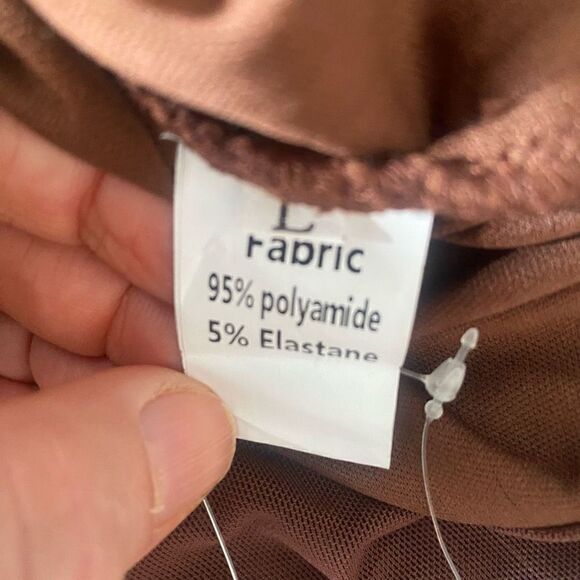 L
Fabric
95% polyamide
5% Elastane